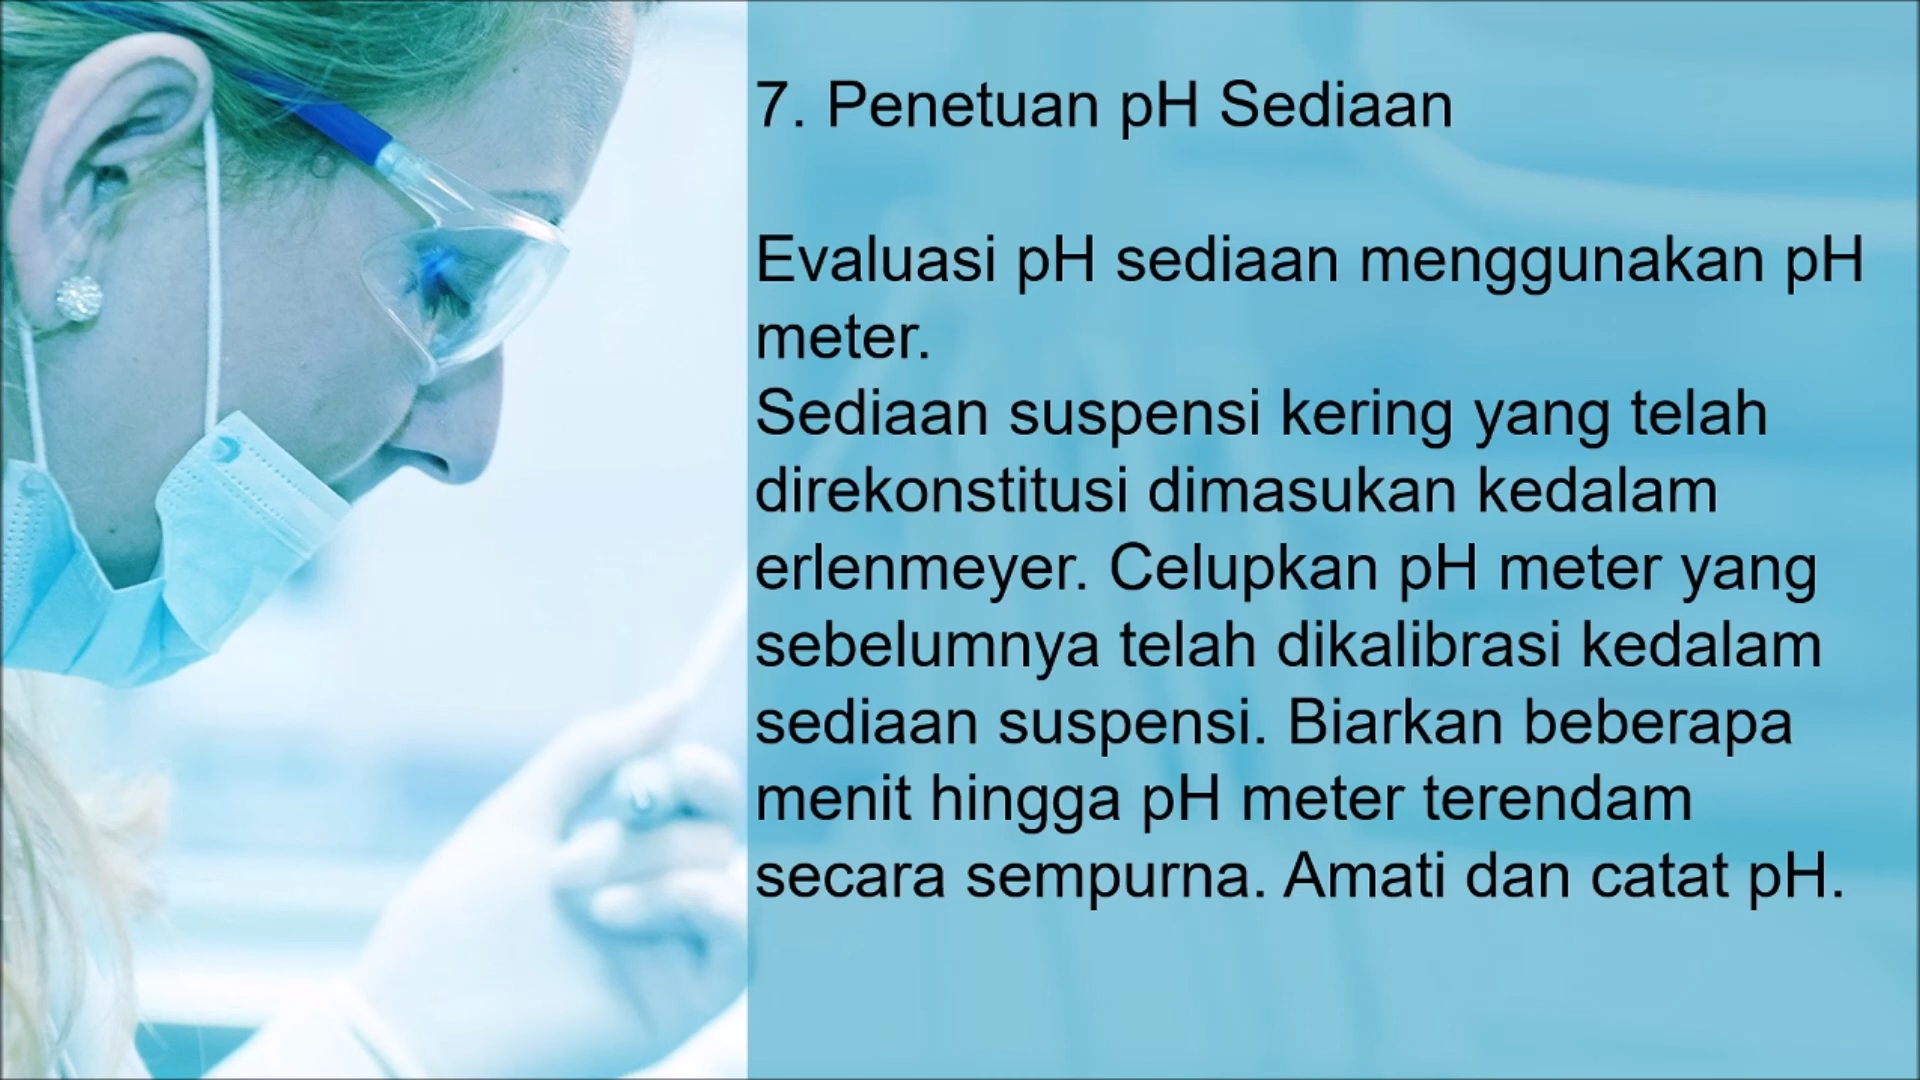 7. Penetuan pH Sediaan
Evaluasi pH sediaan menggunakan pH
meter.
Sediaan suspensi kering yang telah
direkonstitusi dimasukan kedalam
erlenmeyer. Celupkan pH meter yang
sebelumnya telah dikalibrasi kedalam
sediaan suspensi. Biarkan beberapa
menit hingga pH meter terendam
secara sempurna. Amati dan catat pH.